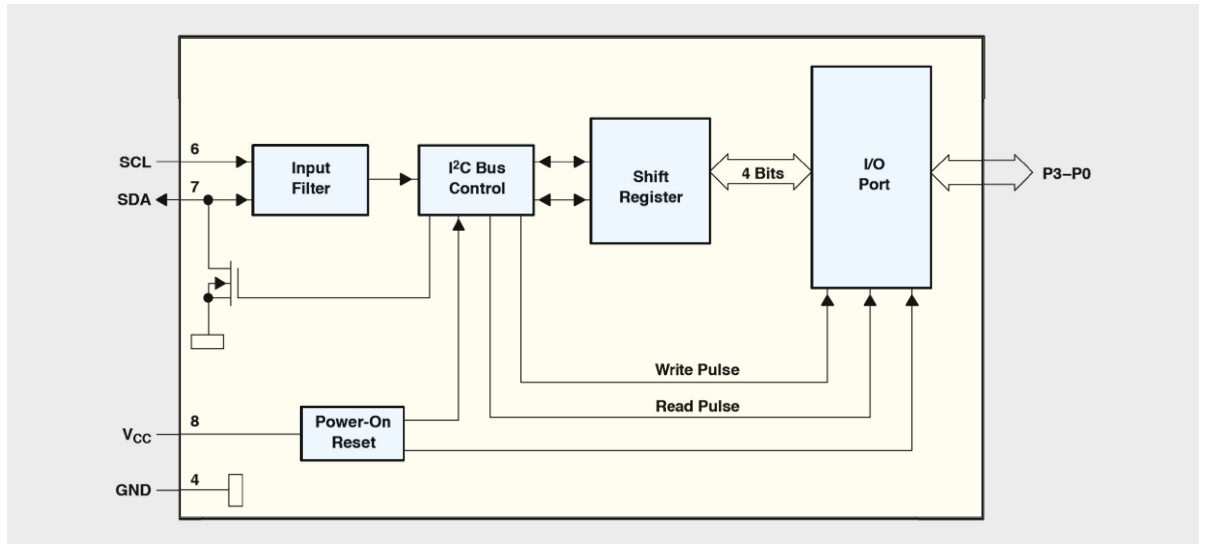 SCL
6
SDA
7
Input
Filter
I²C Bus
Control
Shift
Register
4 Bits
I/O
Port
P3–P0
Write Pulse
Read Pulse
VCC
8
Power-On
Reset
GND
4